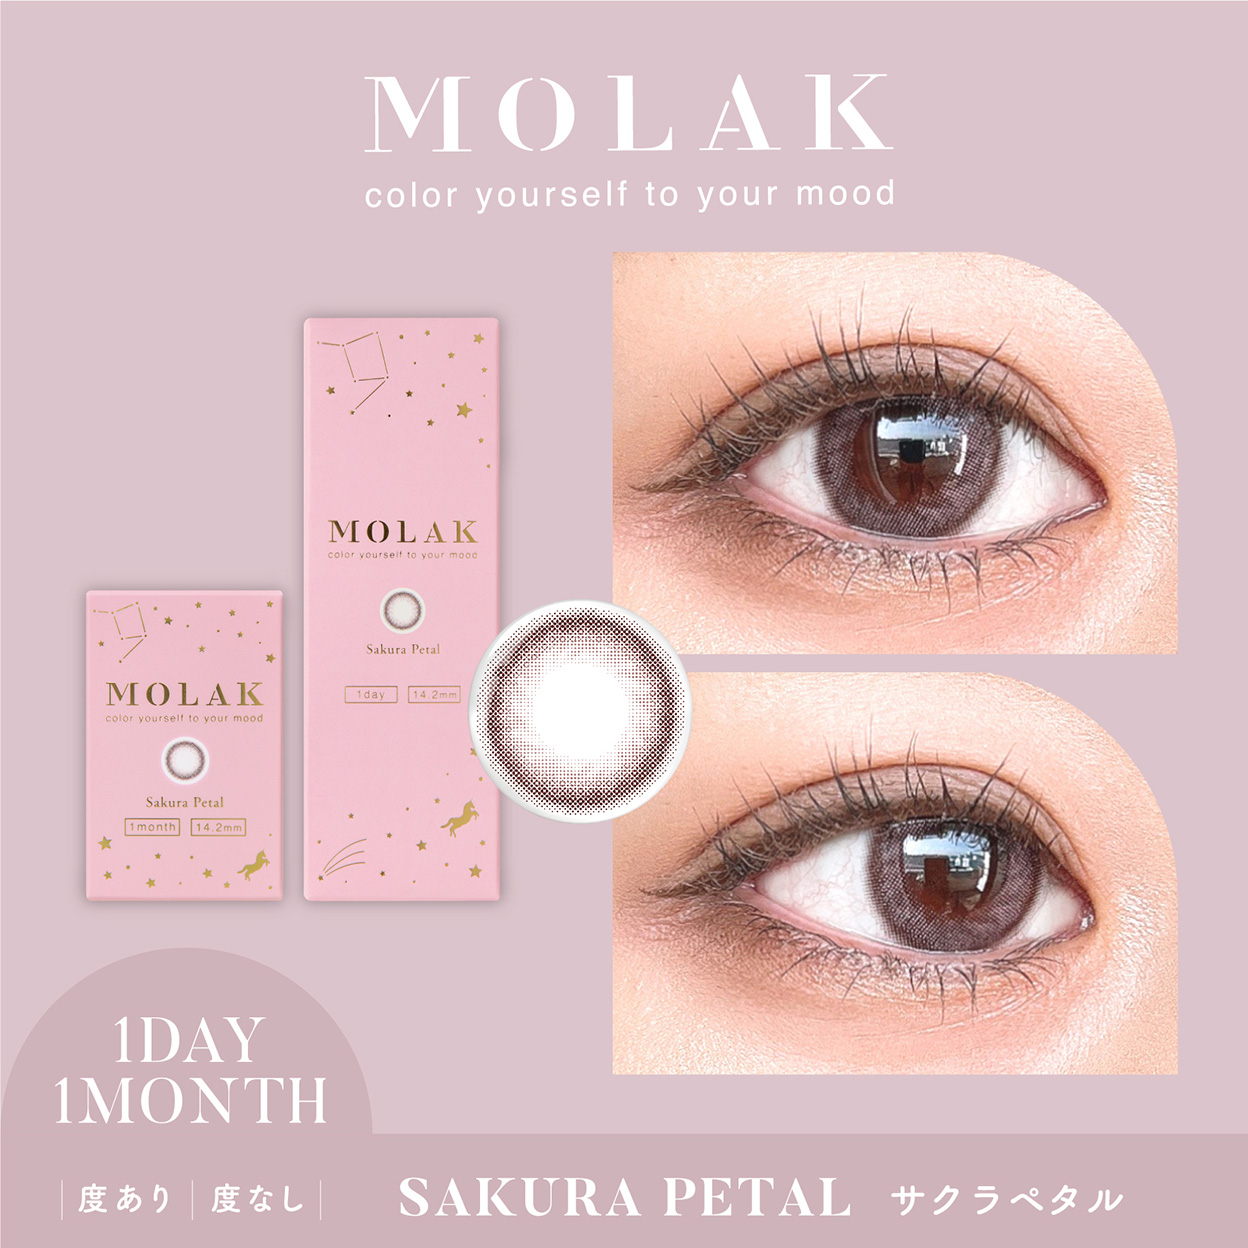 MOLAK
color yourself to your mood
MOLAK
color yourself to your mood
Sakura Petal
1day 14.2mm
MOLAK
color yourself to your mood
Sakura Petal
1month 14.2mm
1DAY
1MONTH
度あり 度なし
SAKURA PETAL サクラペタル